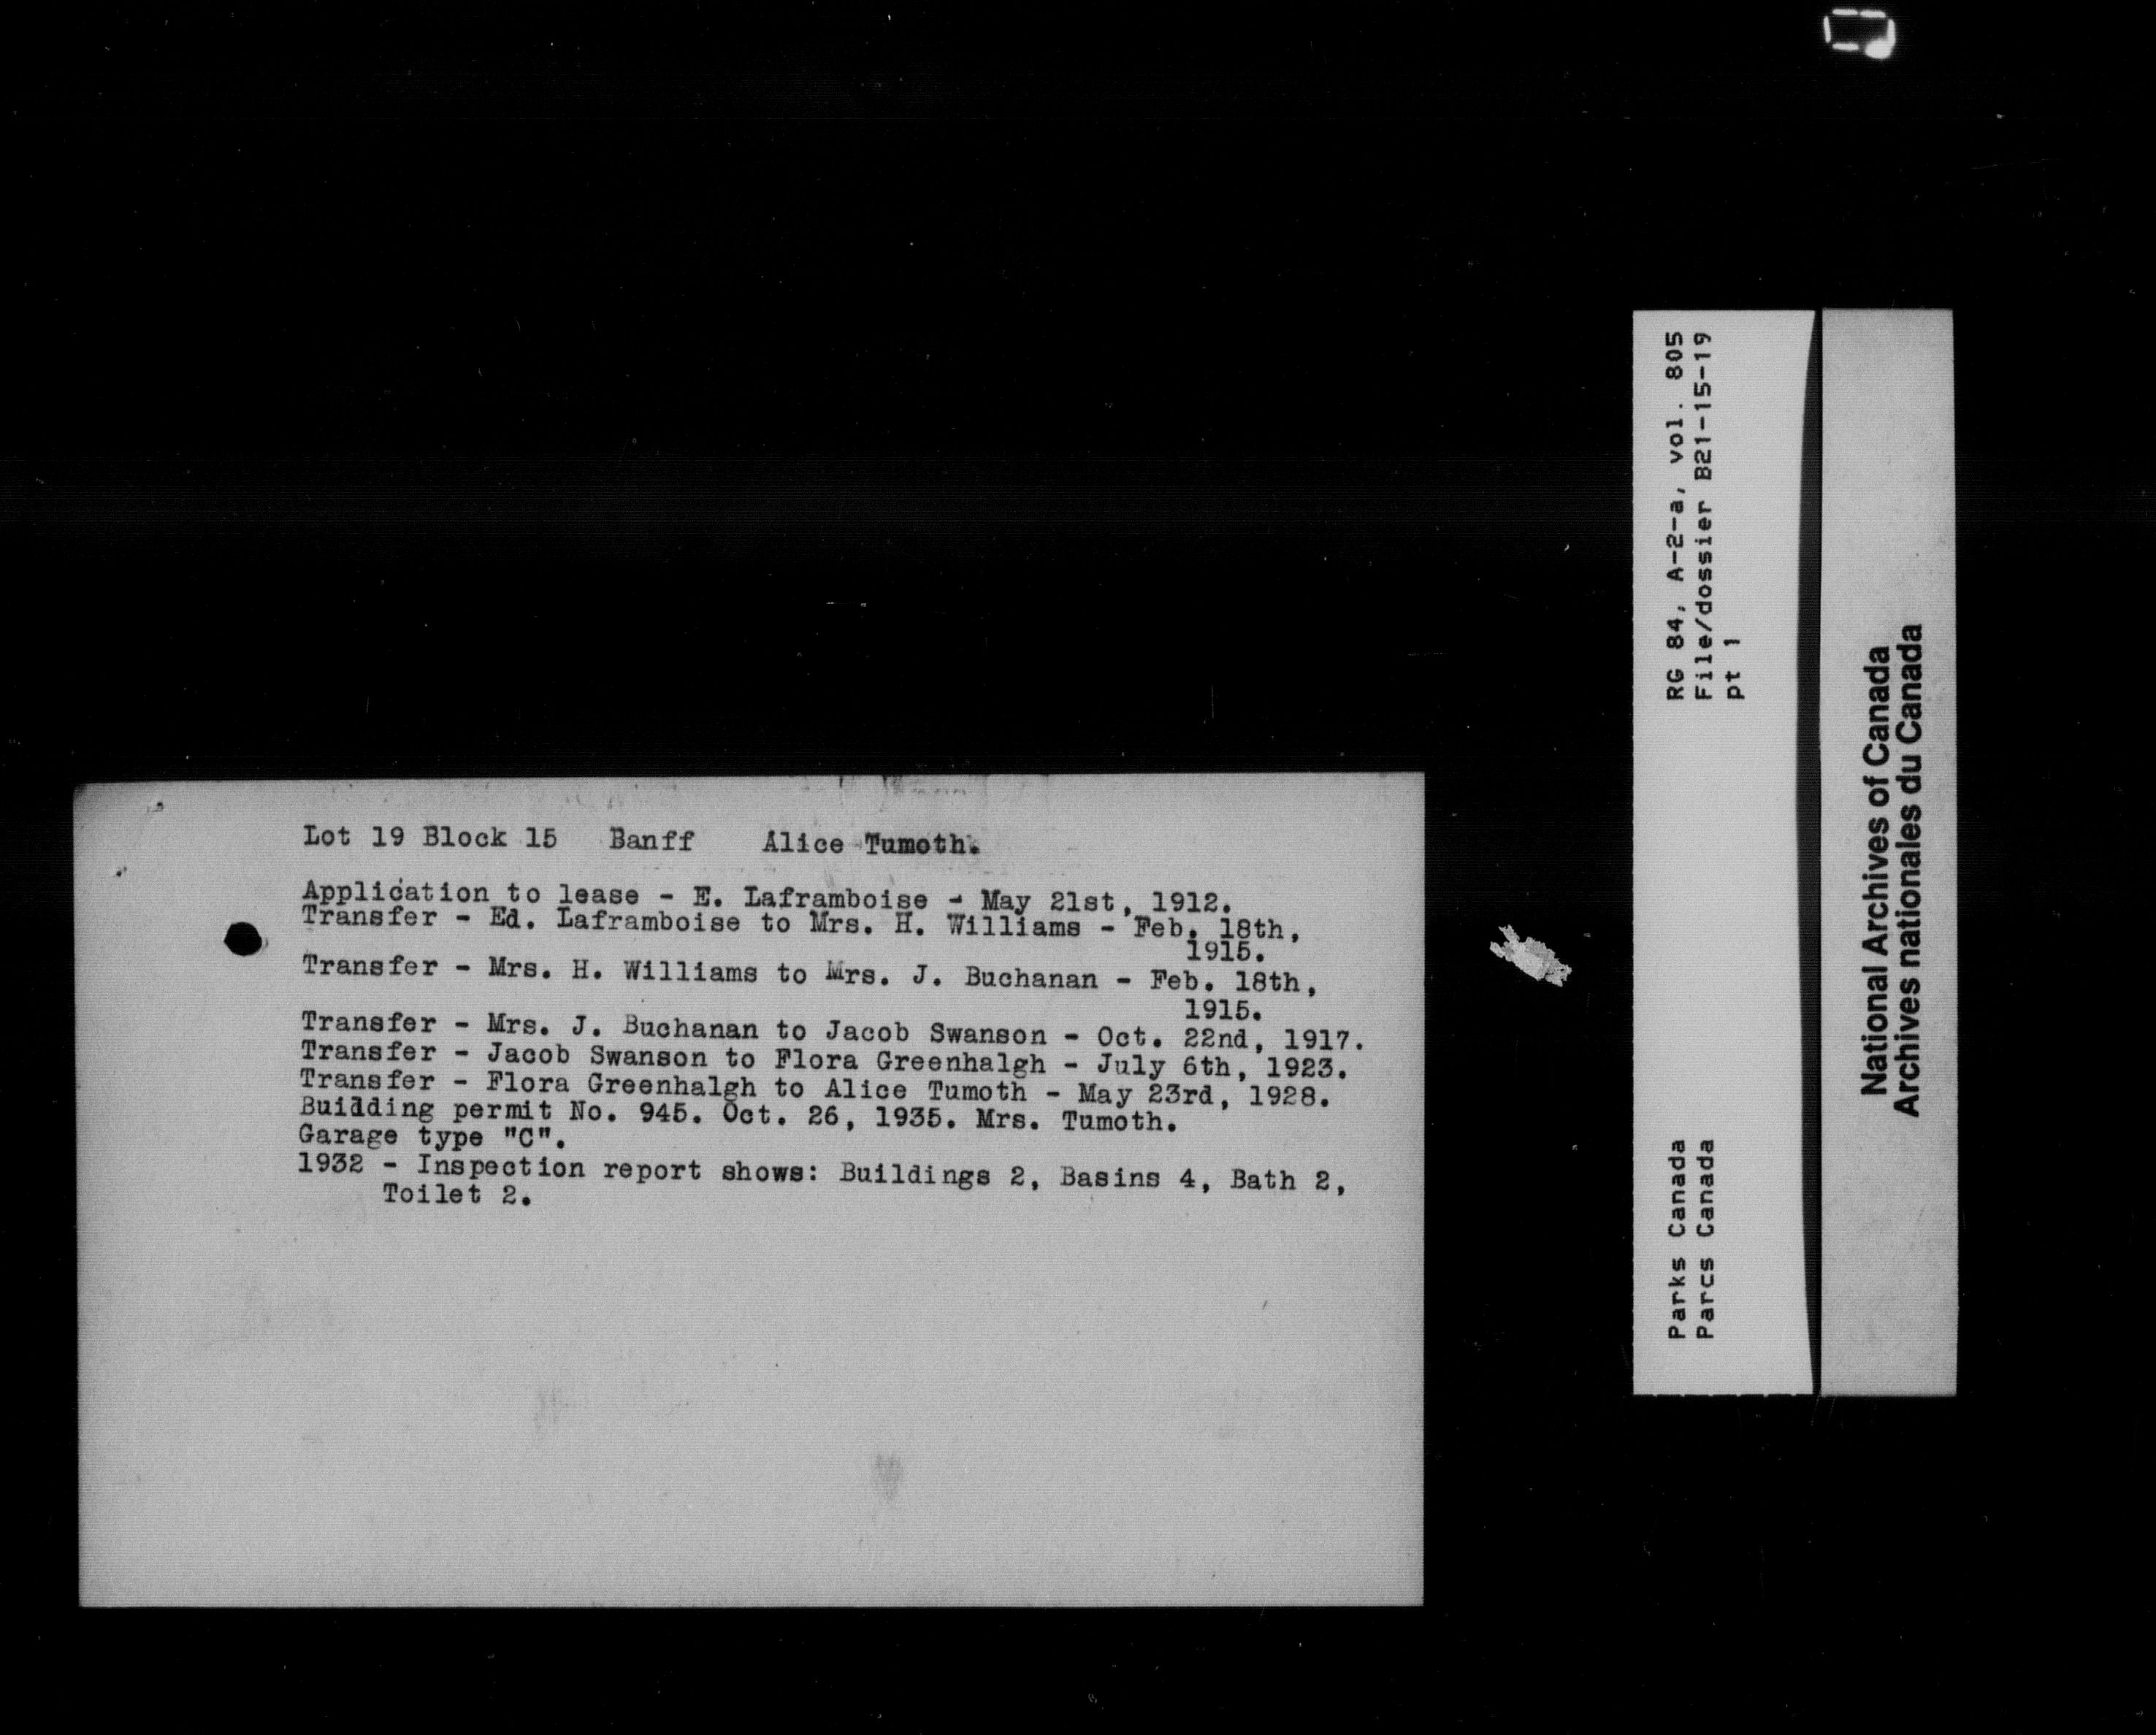 Lot 19 Block 15 Banff Alice Tumoth.
Application to lease - E. Laframboise - May 21st, 1912.
Transfer - Ed. Laframboise to Mrs. H. Williams - Feb. 18th,
1915.
Transfer - Mrs. H. Williams to Mrs. J. Buchanan - Feb. 18th,
1915.
Transfer - Mrs. J. Buchanan to Jacob Swanson - Oct. 22nd, 1917.
Transfer - Jacob Swanson to Flora Greenhalgh - July 6th, 1923.
Transfer - Flora Greenhalgh to Alice Tumoth - May 23rd, 1928.
Building permit No. 945. Oct. 26, 1935. Mrs. Tumoth.
Garage type "C".
1932 - Inspection report shows: Buildings 2, Basins 4, Bath 2,
Toilet 2.
Parks Canada
Parcs Canada
RG 84, A-2-a, vol. 805
File/dossier B21-15-19
pt 1
National Archives of Canada
Archives nationales du Canada